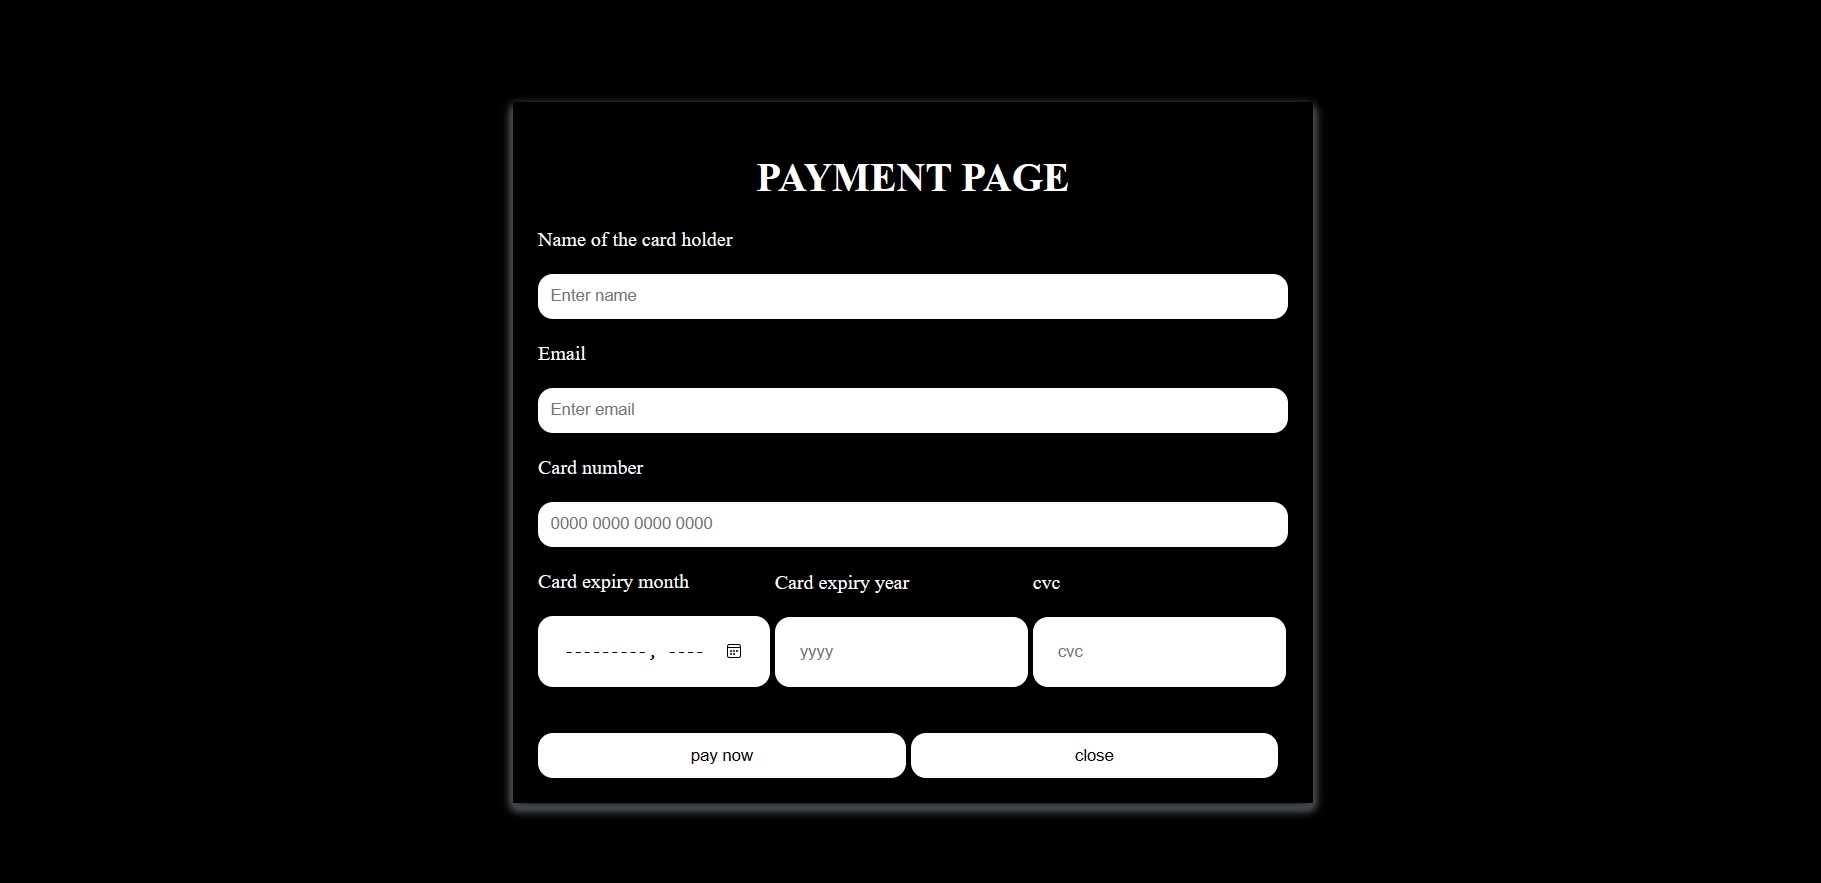 PAYMENT PAGE
Name of the card holder
Enter name
Email
Enter email
Card number
0000 0000 0000 0000
Card expiry month Card expiry year cvc
---------, ---- yyyy cvc
pay now close